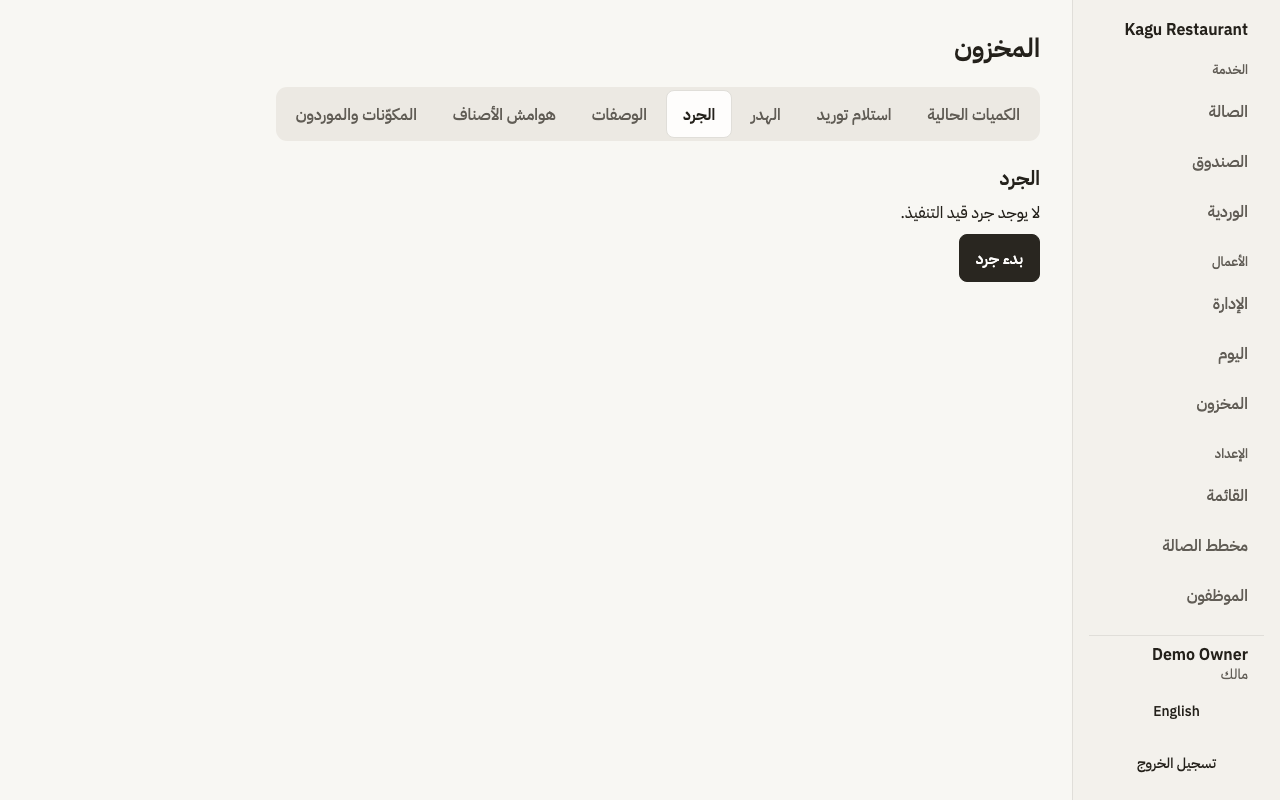 Kagu Restaurant
الخدمة
الصالة
الصندوق
الوردية
الأعمال
الإدارة
اليوم
المخزون
الإعداد
القائمة
مخطط الصالة
الموظفون
Demo Owner
مالك
English
تسجيل الخروج
المخزون
الكميات الحالية استلام توريد الهدر الجرد الوصفات هوامش الأصناف المكوّنات والموردون
الجرد
لا يوجد جرد قيد التنفيذ.
بدء جرد